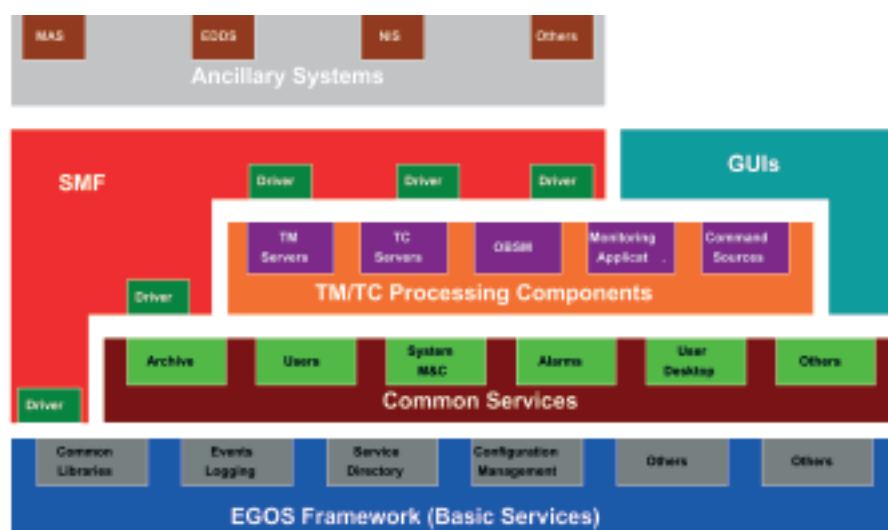 MAS EDDS NIS Others
Ancillary Systems
SMF
GUIs
Driver Driver Driver
TM Servers
TC Servers
OBSM
Monitoring Applicat .
Command Sources
TM/TC Processing Components
Driver
Archive
Users
System M&C
Alarms
User Desktop
Others
Common Services
Driver
Common Libraries
Events Logging
Service Directory
Configuration Management
Others
Others
EGOS Framework (Basic Services)